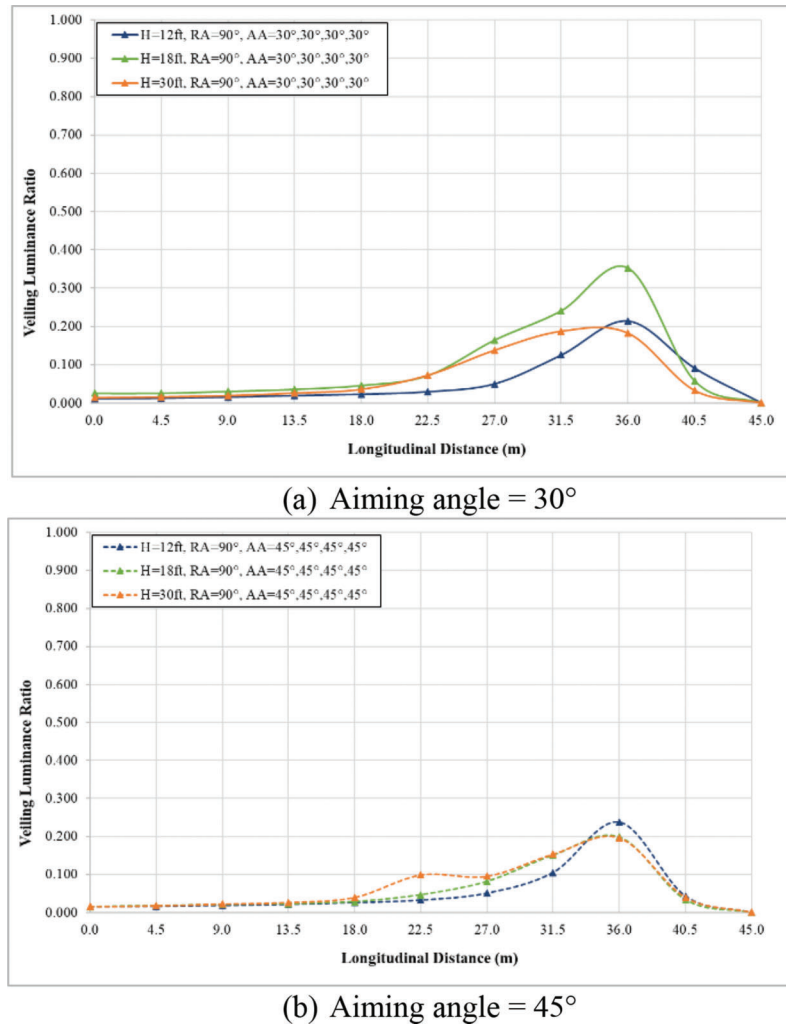 1.000
0.900
0.800
0.700
0.600
0.500
0.400
0.300
0.200
0.100
0.000
Veiling Luminance Ratio
H=12ft, RA=90°, AA=30°,30°,30°,30°
H=18ft, RA=90°, AA=30°,30°,30°,30°
H=30ft, RA=90°, AA=30°,30°,30°,30°
0.0 4.5 9.0 13.5 18.0 22.5 27.0 31.5 36.0 40.5 45.0
Longitudinal Distance (m)
(a) Aiming angle = 30°
1.000
0.900
0.800
0.700
0.600
0.500
0.400
0.300
0.200
0.100
0.000
Veiling Luminance Ratio
H=12ft, RA=90°, AA=45°,45°,45°,45°
H=18ft, RA=90°, AA=45°,45°,45°,45°
H=30ft, RA=90°, AA=45°,45°,45°,45°
0.0 4.5 9.0 13.5 18.0 22.5 27.0 31.5 36.0 40.5 45.0
Longitudinal Distance (m)
(b) Aiming angle = 45°